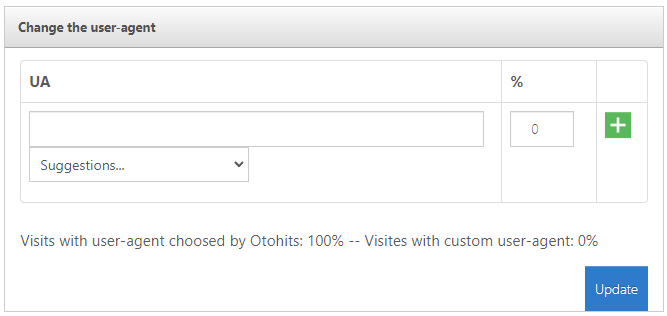 Change the user-agent
UA %
0
Suggestions...
Visits with user-agent choosed by Otohits: 100% -- Visites with custom user-agent: 0%
Update